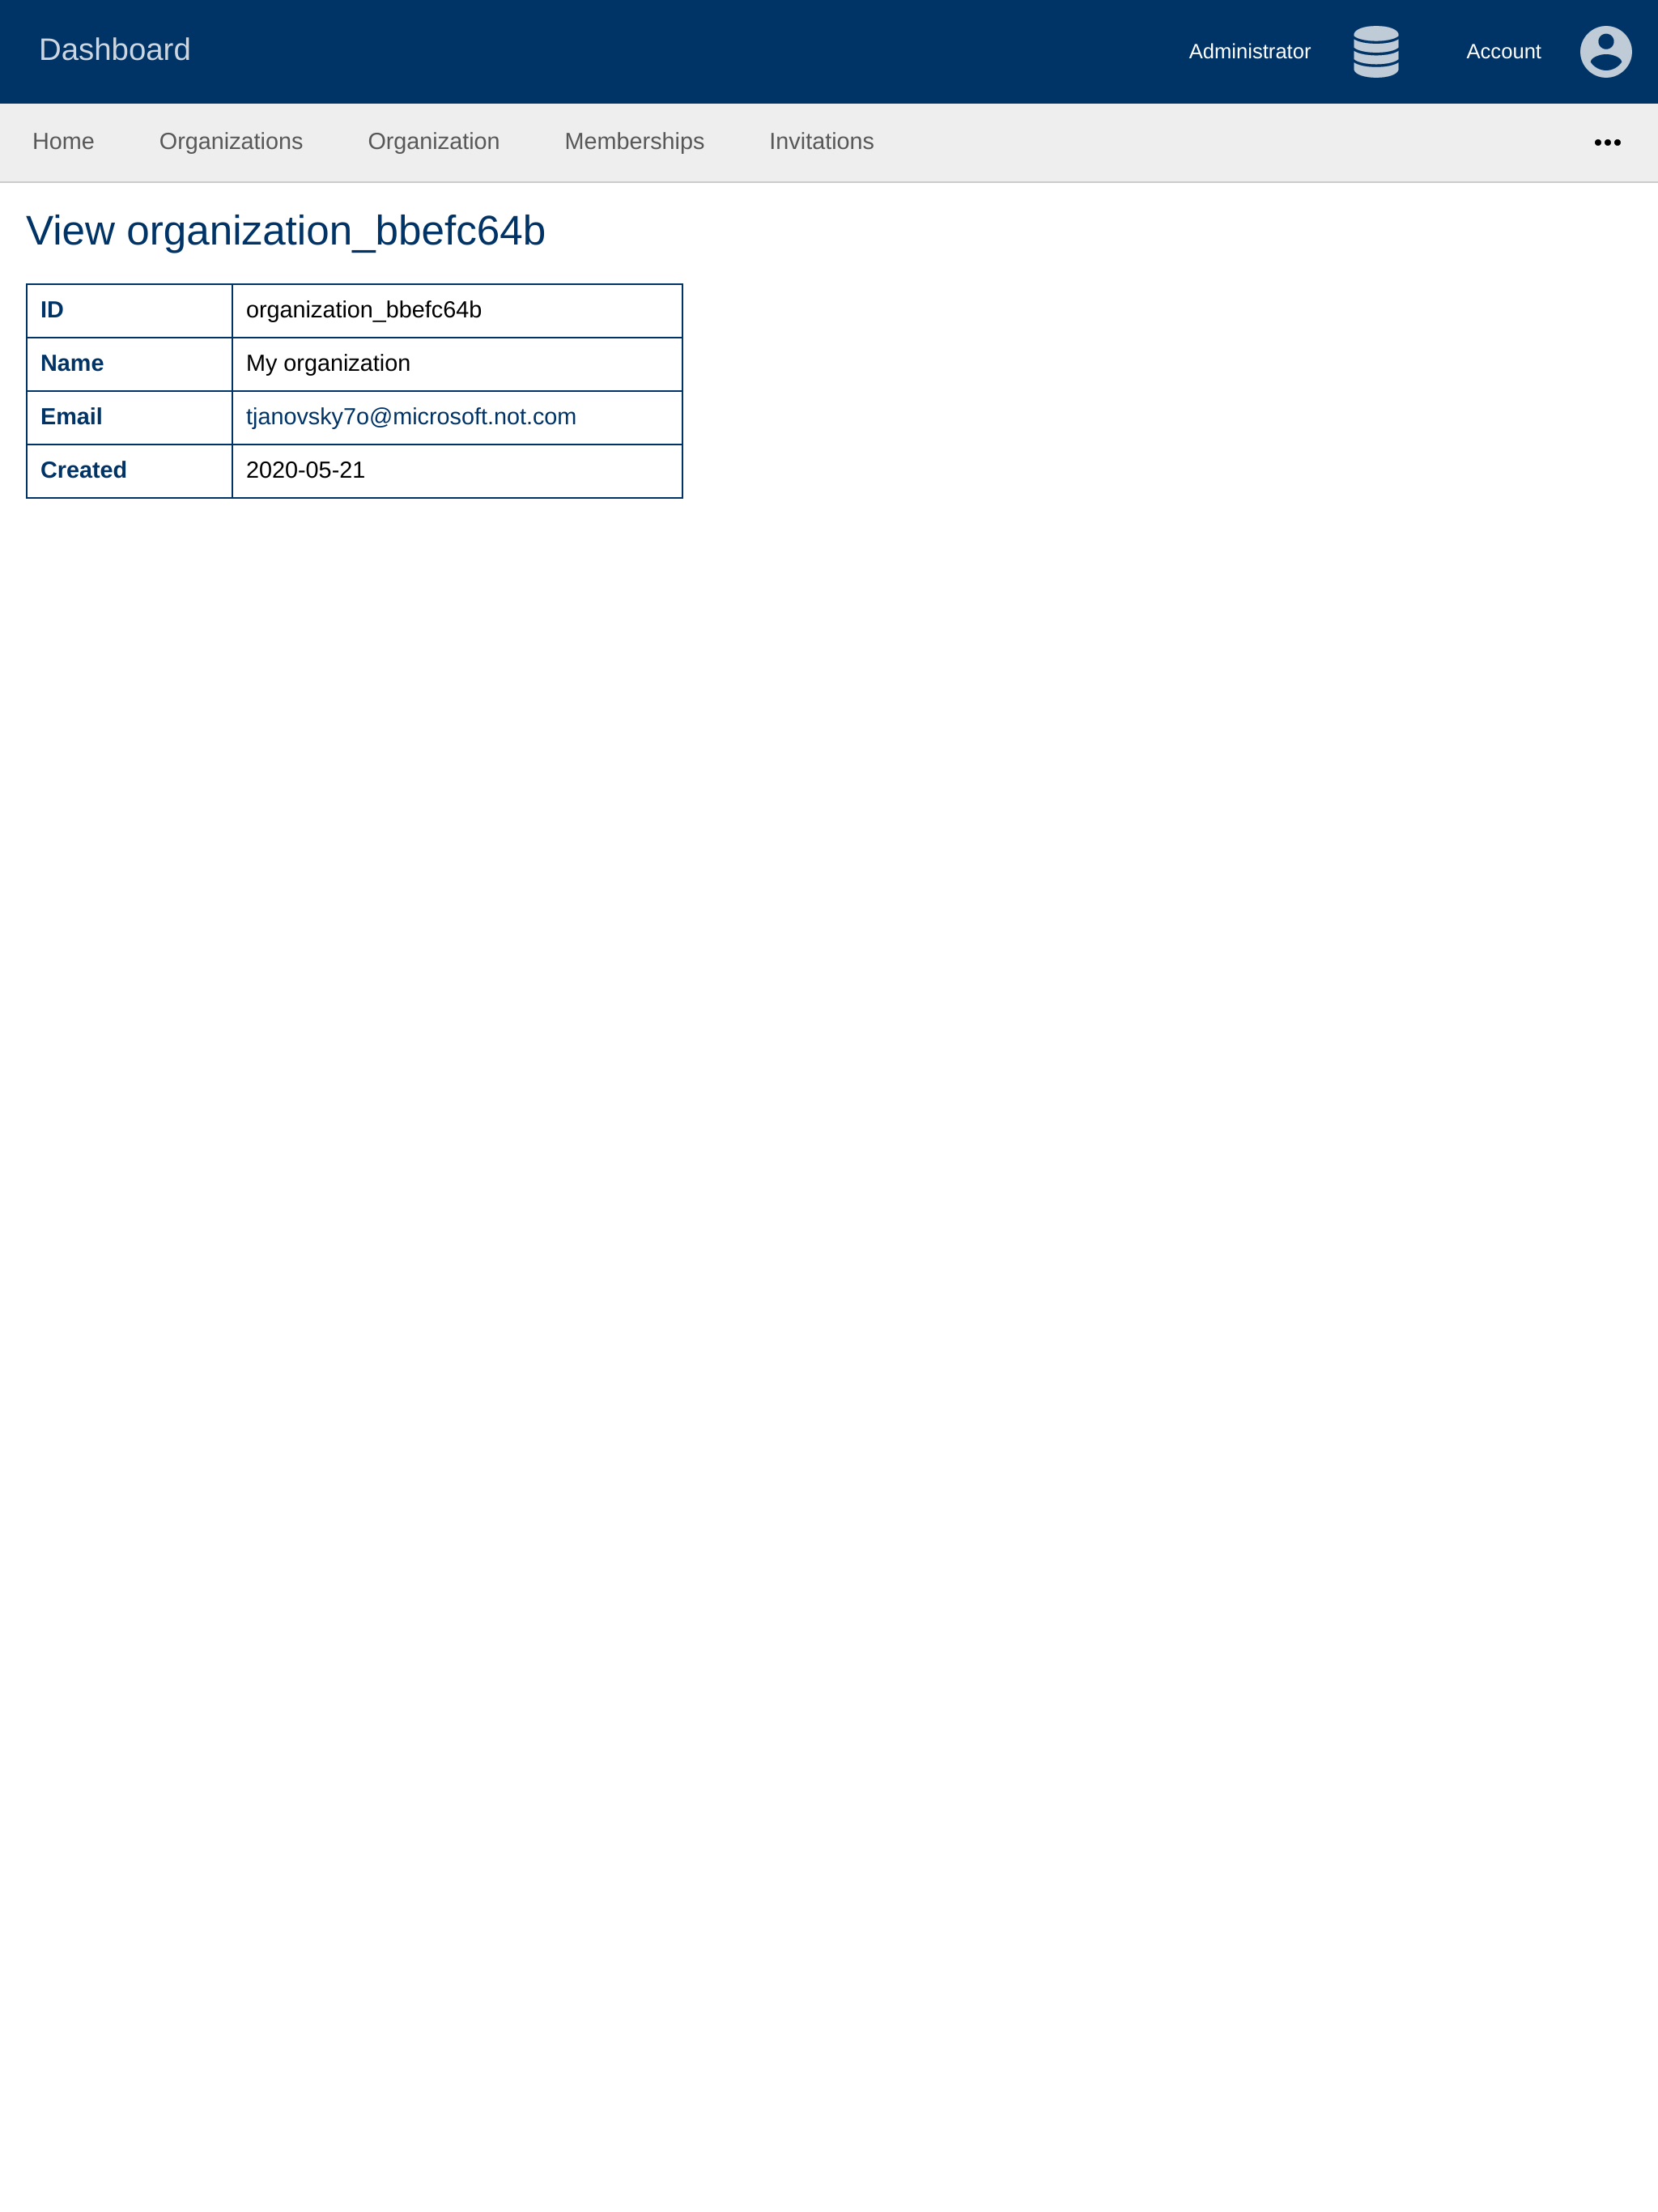 Dashboard
Administrator
Account
Home Organizations Organization Memberships Invitations •••
View organization_bbefc64b
ID organization_bbefc64b
Name My organization
Email tjanovsky7o@microsoft.not.com
Created 2020-05-21